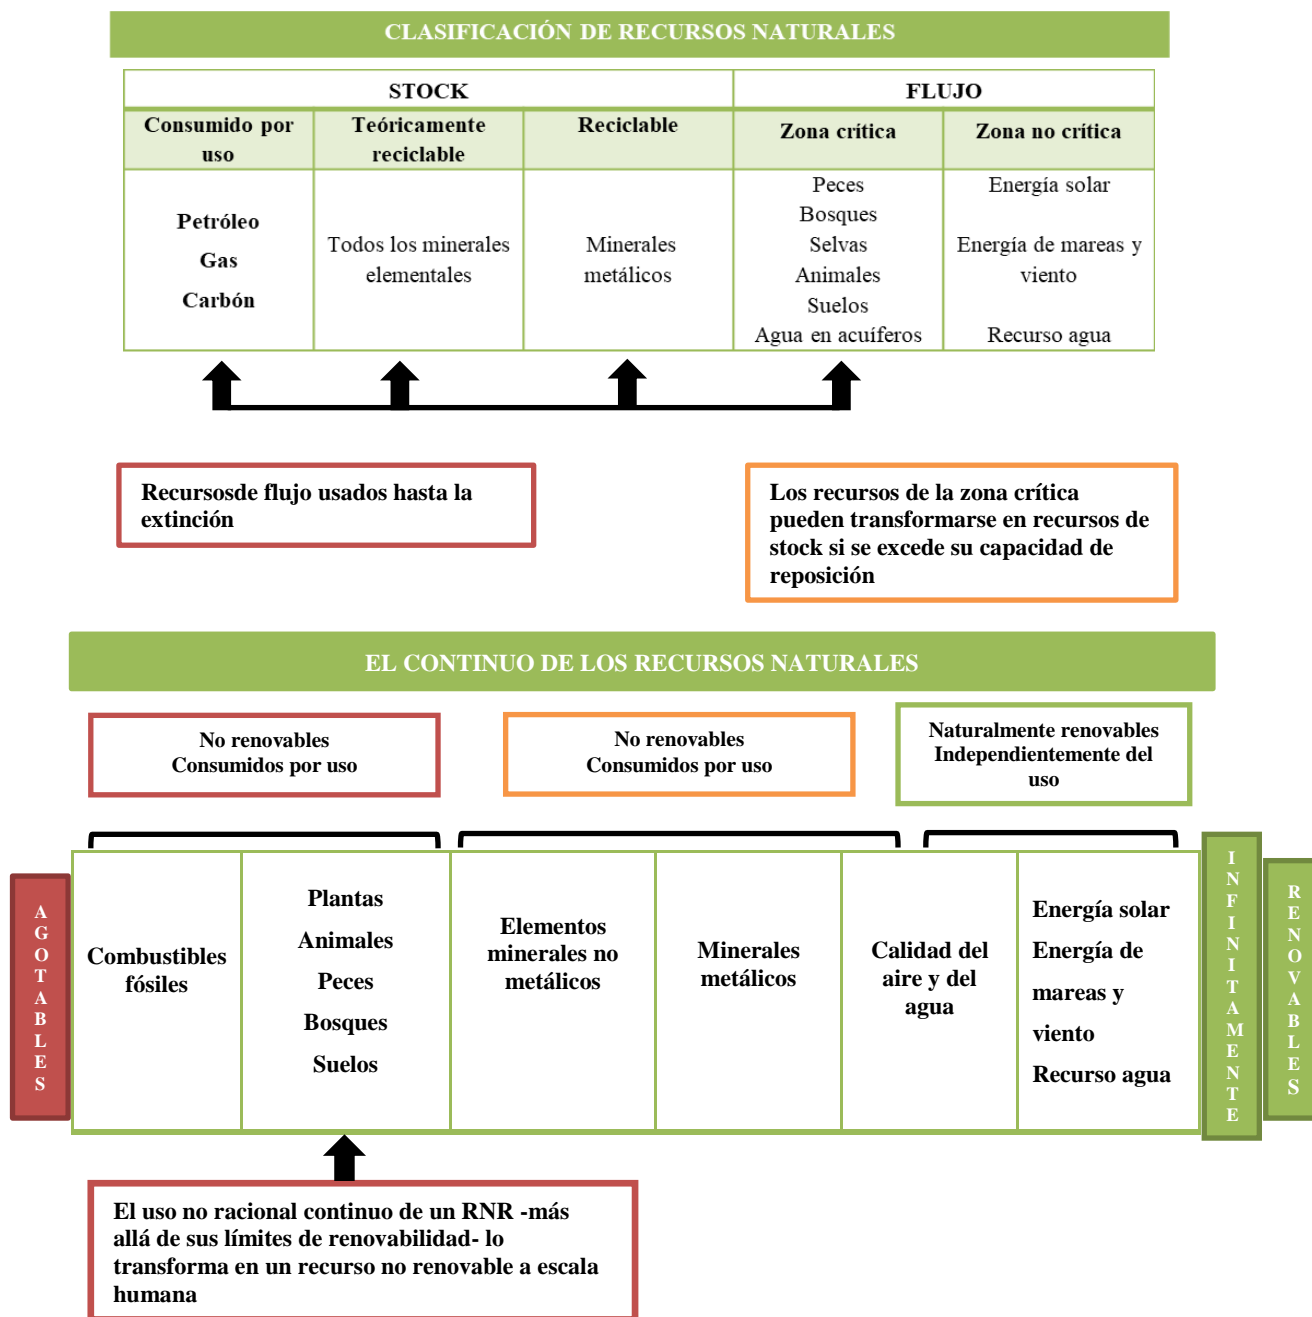 CLASIFICACIÓN DE RECURSOS NATURALES
STOCK
FLUJO
Consumido por
uso
Teóricamente
reciclable
Reciclable
Zona crítica
Zona no crítica
Petróleo
Gas
Carbón
Todos los minerales
elementales
Minerales
metálicos
Peces
Bosques
Selvas
Animales
Suelos
Agua en acuíferos
Energía solar
Energía de mareas y
viento
Recurso agua
Recursosde flujo usados hasta la
extinción
Los recursos de la zona crítica
pueden transformarse en recursos de
stock si se excede su capacidad de
reposición
EL CONTINUO DE LOS RECURSOS NATURALES
No renovables
Consumidos por uso
No renovables
Consumidos por uso
Naturalmente renovables
Independientemente del
uso
AGOTABLES
Combustibles
fósiles
Plantas
Animales
Peces
Bosques
Suelos
Elementos
minerales no
metálicos
Minerales
metálicos
Calidad del
aire y del
agua
Energía solar
Energía de
mareas y
viento
Recurso agua
INFINITAMENTE
RENOVABLES
El uso no racional continuo de un RNR -más
allá de sus límites de renovabilidad- lo
transforma en un recurso no renovable a escala
humana